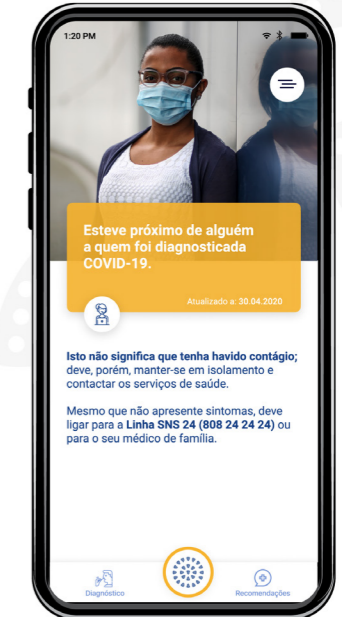 1:20 PM
Esteve próximo de alguém
a quem foi diagnosticada
COVID-19.
Atualizado a: 30.04.2020
Isto não significa que tenha havido contágio;
deve, porém, manter-se em isolamento e
contactar os serviços de saúde.
Mesmo que não apresente sintomas, deve
ligar para a Linha SNS 24 (808 24 24 24) ou
para o seu médico de família.
Diagnóstico
Recomendações